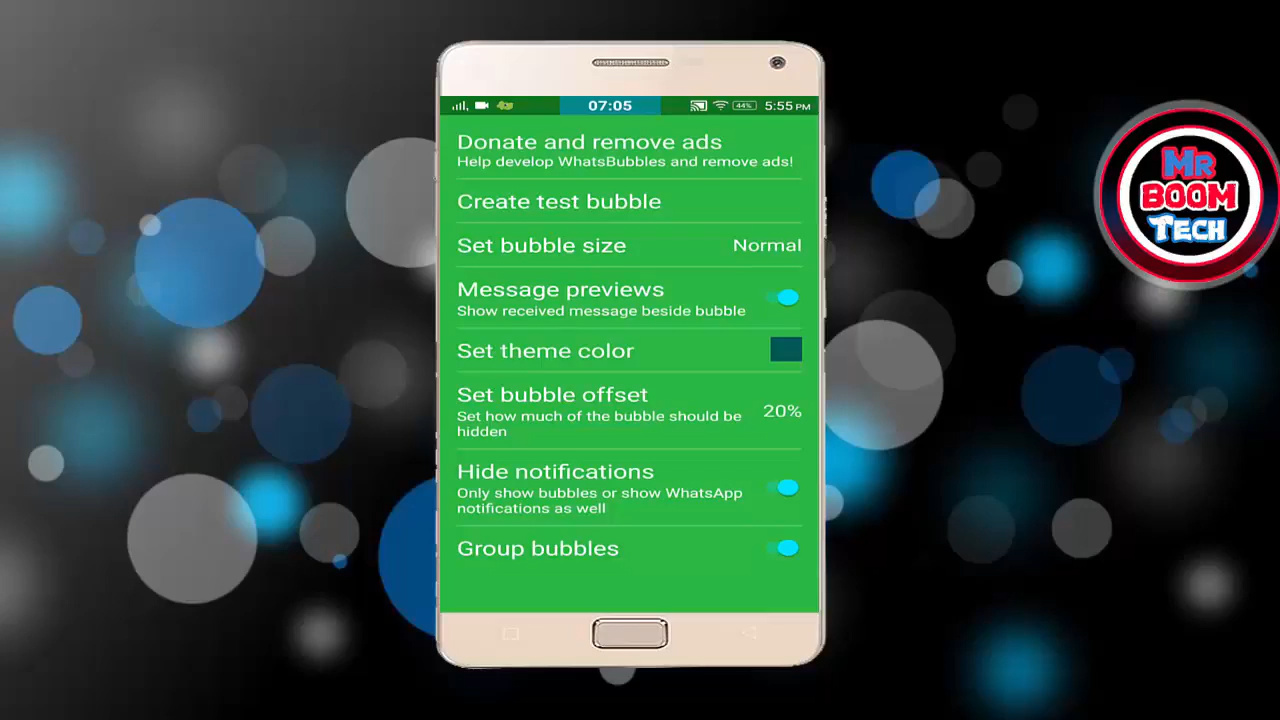 07:05
44%
5:55 PM
Donate and remove ads
Help develop WhatsBubbles and remove ads!
Create test bubble
Set bubble size
Normal
Message previews
Show received message beside bubble
Set theme color
Set bubble offset
Set how much of the bubble should be
hidden
20%
Hide notifications
Only show bubbles or show WhatsApp
notifications as well
Group bubbles
MR
BOOM
TECH